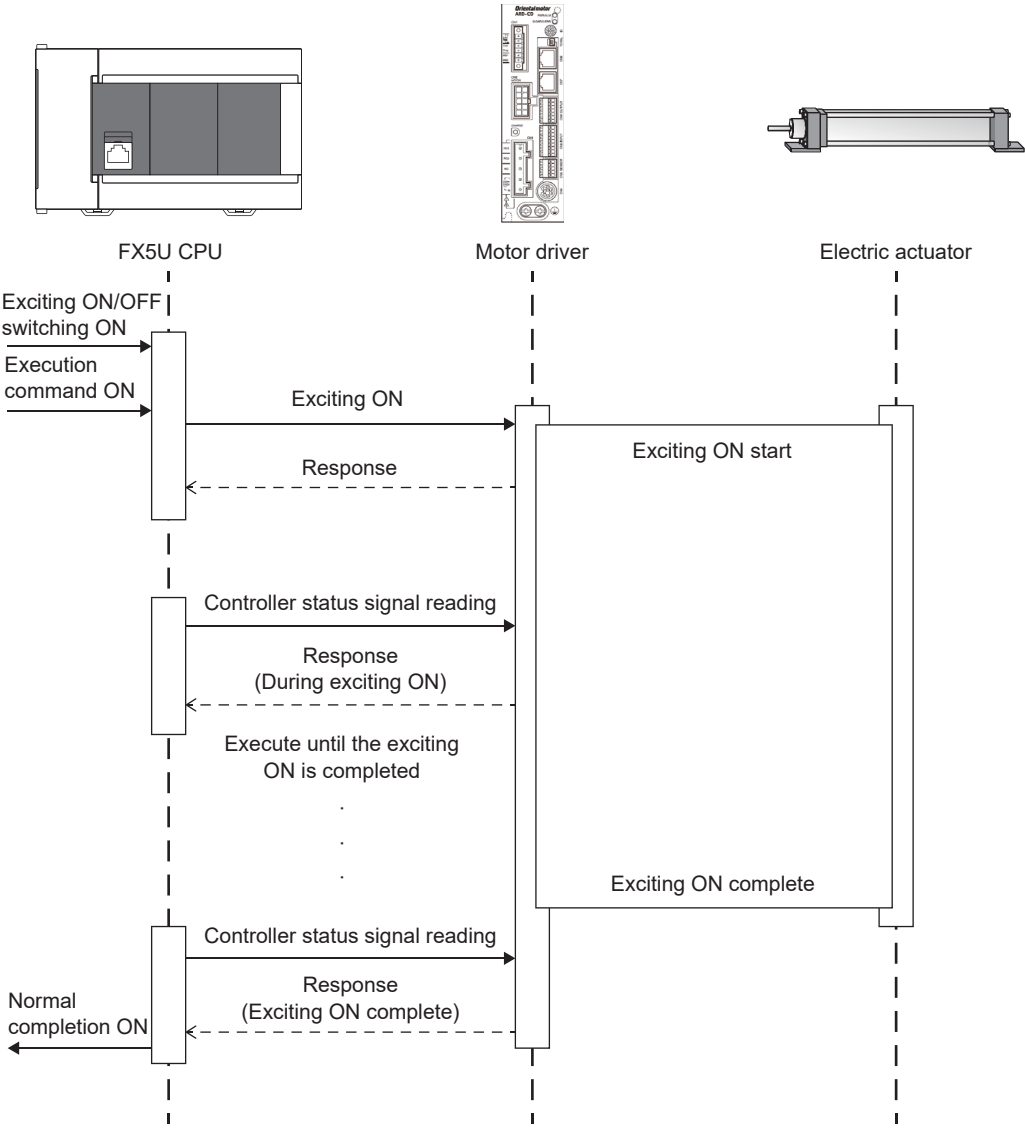 Orientalmotor
FX5U CPU
Motor driver
Electric actuator
Exciting ON/OFF
switching ON
Execution
command ON
Exciting ON
Exciting ON start
Response
Controller status signal reading
Response
(During exciting ON)
Execute until the exciting
ON is completed
.
.
.
Exciting ON complete
Controller status signal reading
Response
(Exciting ON complete)
Normal
completion ON